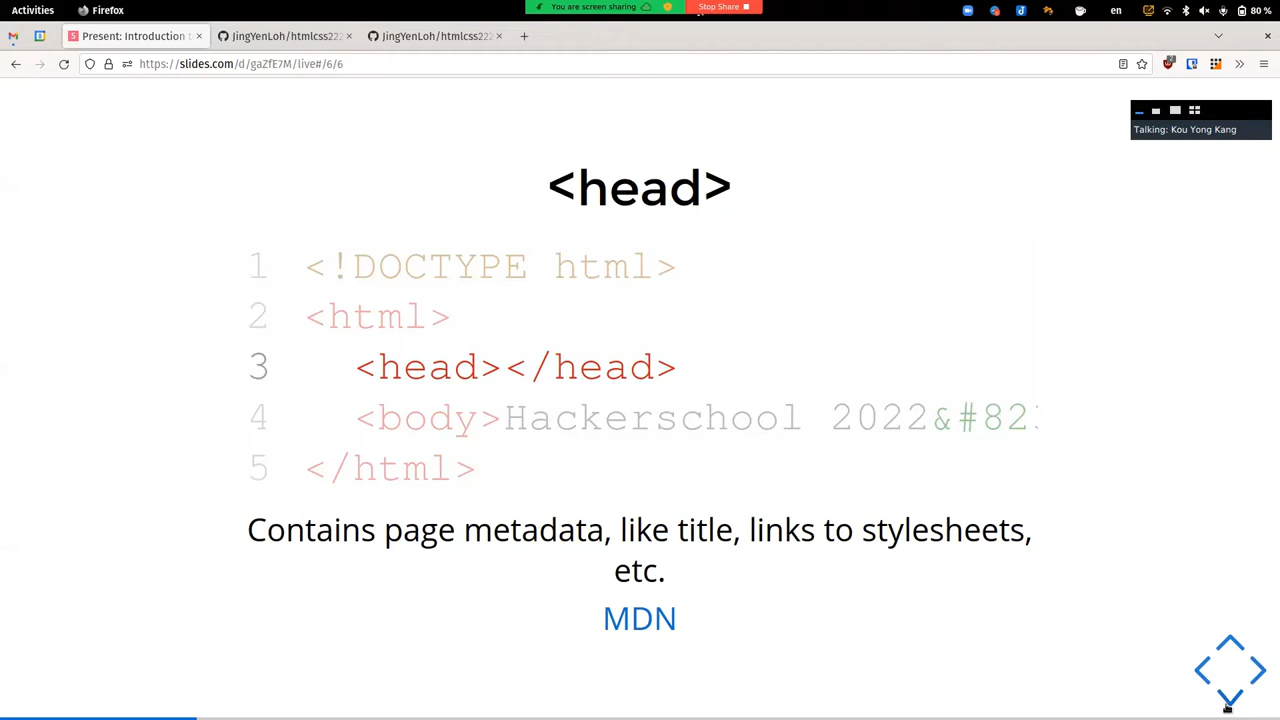 Activities
Firefox
You are screen sharing
Stop Share
en
80 %
Present: Introduction t
JingYenLoh/htmlcss222
JingYenLoh/htmlcss222
https://slides.com/d/gaZfE7M/live#/6/6
Talking: Kou Yong Kang
<head>
1 <!DOCTYPE html>
2 <html>
3 <head></head>
4 <body>Hackerschool 2022&#82
5 </html>
Contains page metadata, like title, links to stylesheets,
etc.
MDN